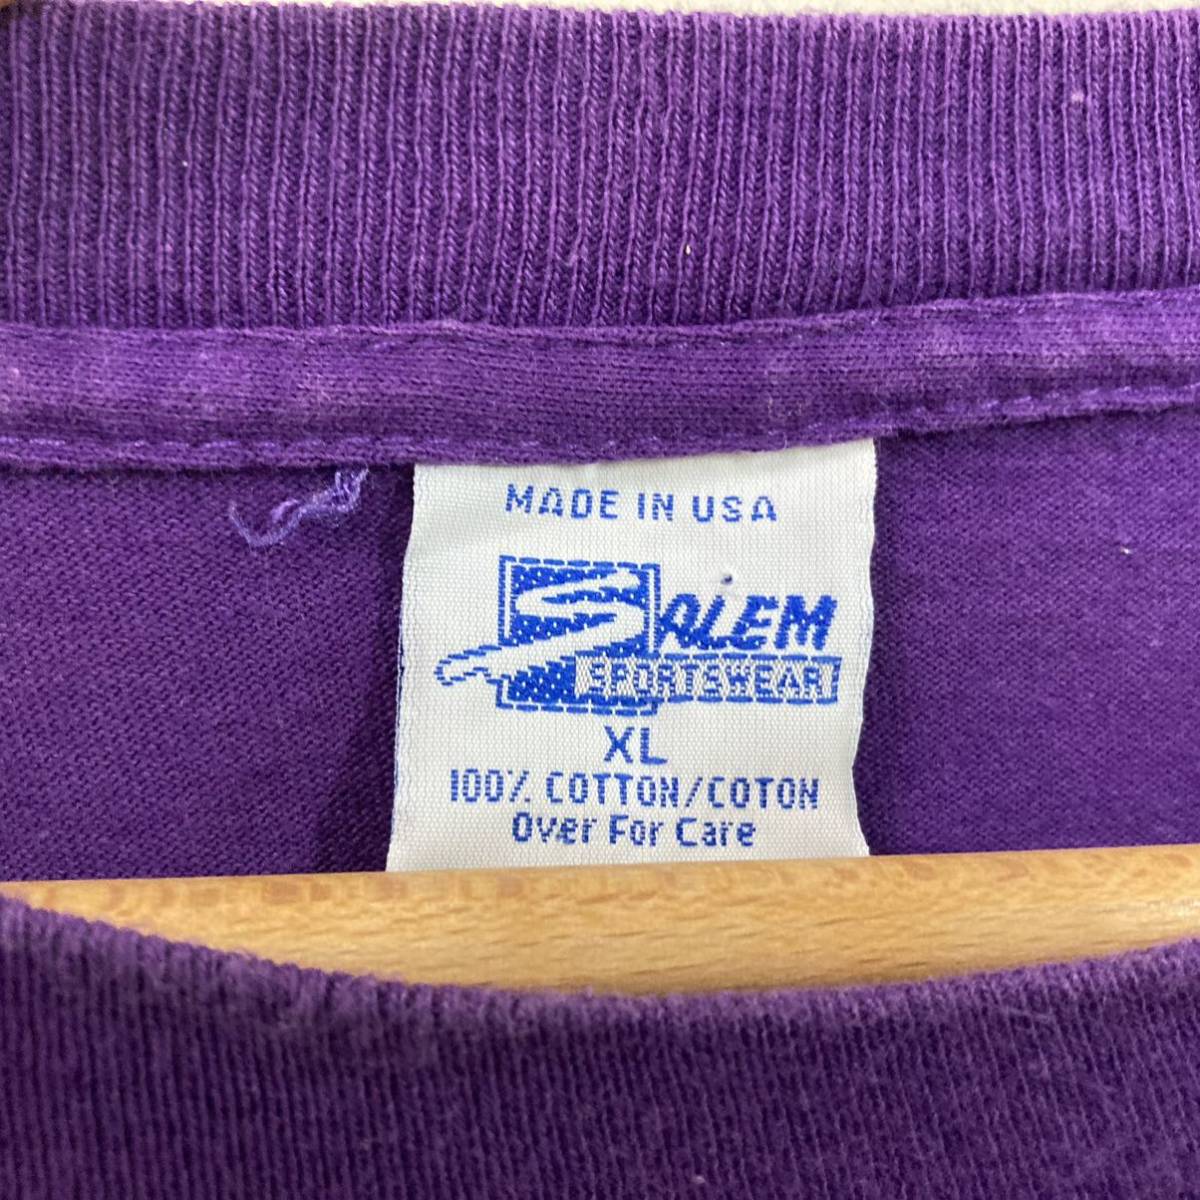 MADE IN USA
SALEM
SPORTSWEAR
XL
100% COTTON/COTON
Over For Care